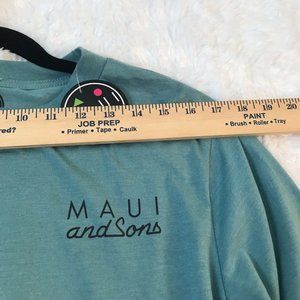 10 11 12 13 14 15 16 17 18 19 20
red? JOB PREP PAINT
• Primer • Tape • Caulk • Brush • Roller • Tray
MAUI
and Sons